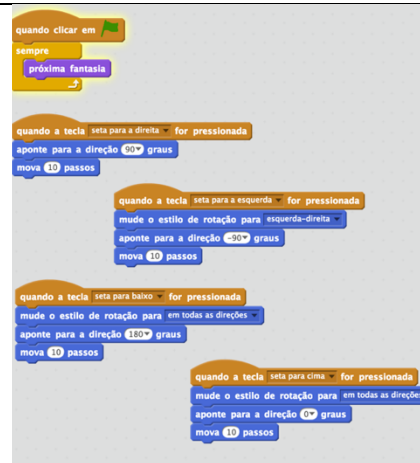 quando clicar em
sempre
próxima fantasia
quando a tecla seta para a direita for pressionada
aponte para a direção 90 graus
mova 10 passos
quando a tecla seta para a esquerda for pressionada
mude o estilo de rotação para esquerda-direita
aponte para a direção -90 graus
mova 10 passos
quando a tecla seta para baixo for pressionada
mude o estilo de rotação para em todas as direções
aponte para a direção 180 graus
mova 10 passos
quando a tecla seta para cima for pressionada
mude o estilo de rotação para em todas as direções
aponte para a direção 0 graus
mova 10 passos